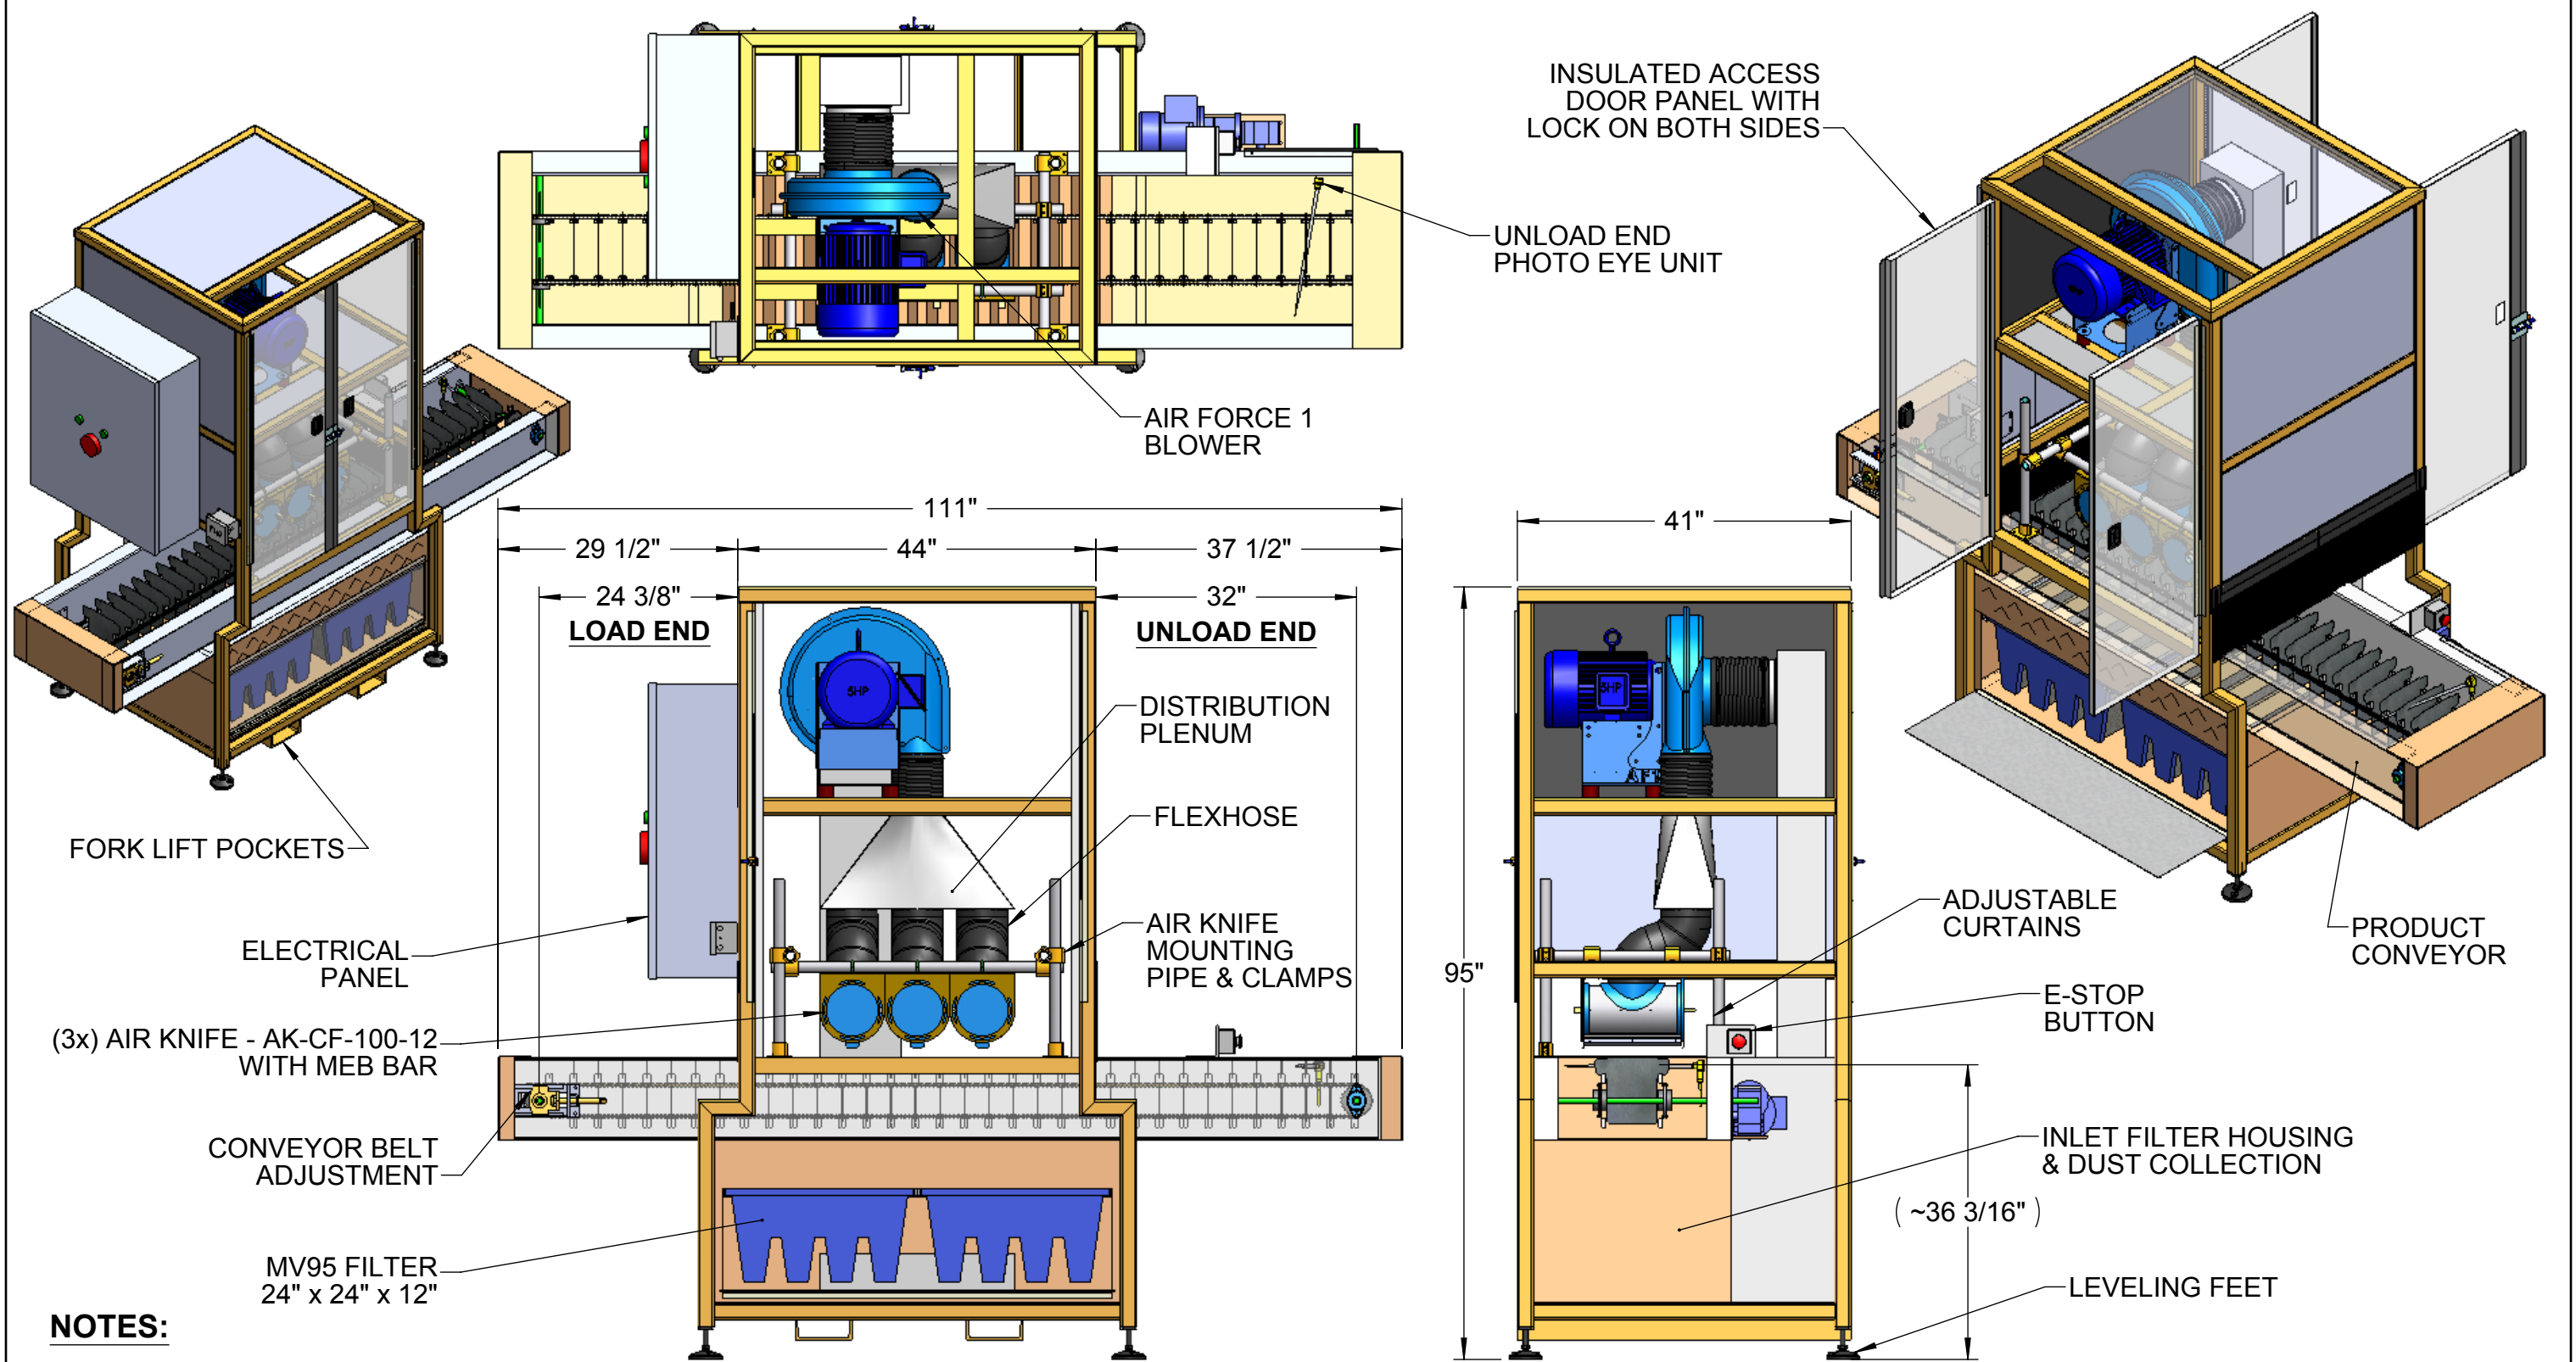 INSULATED ACCESS
DOOR PANEL WITH
LOCK ON BOTH SIDES
UNLOAD END
PHOTO EYE UNIT
AIR FORCE 1
BLOWER
111"
41"
29 1/2"
44"
37 1/2"
24 3/8"
32"
LOAD END
UNLOAD END
5HP
5HP
DISTRIBUTION
PLENUM
FLEXHOSE
FORK LIFT POCKETS
ELECTRICAL
PANEL
AIR KNIFE
MOUNTING
PIPE & CLAMPS
ADJUSTABLE
CURTAINS
PRODUCT
CONVEYOR
95"
E-STOP
BUTTON
(3x) AIR KNIFE - AK-CF-100-12
WITH MEB BAR
CONVEYOR BELT
ADJUSTMENT
INLET FILTER HOUSING
& DUST COLLECTION
( ~36 3/16" )
MV95 FILTER
24" x 24" x 12"
LEVELING FEET
NOTES: